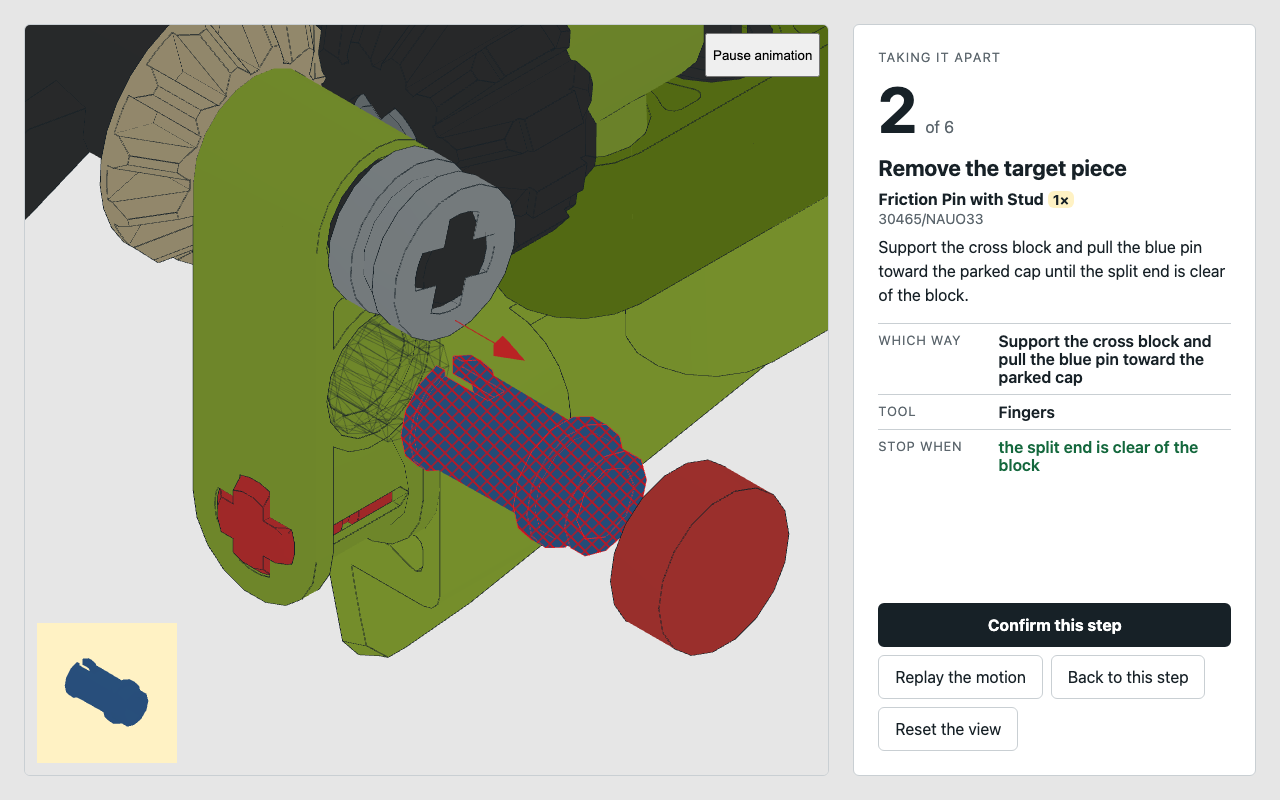 Pause animation
TAKING IT APART
2 of 6
Remove the target piece
Friction Pin with Stud 1×
30465/NAUO33
Support the cross block and pull the blue pin
toward the parked cap until the split end is clear
of the block.
WHICH WAY
Support the cross block and
pull the blue pin toward the
parked cap
TOOL
Fingers
STOP WHEN
the split end is clear of the
block
Confirm this step
Replay the motion
Back to this step
Reset the view